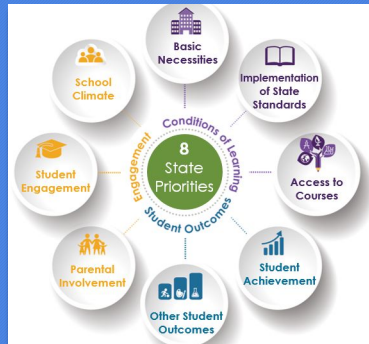 Basic
Necessities
Implementation
of State
Standards
Access to
Courses
Student
Achievement
Other Student
Outcomes
Parental
Involvement
Student
Engagement
School
Climate
Conditions of Learning
Student Outcomes
Engagement
8
State
Priorities